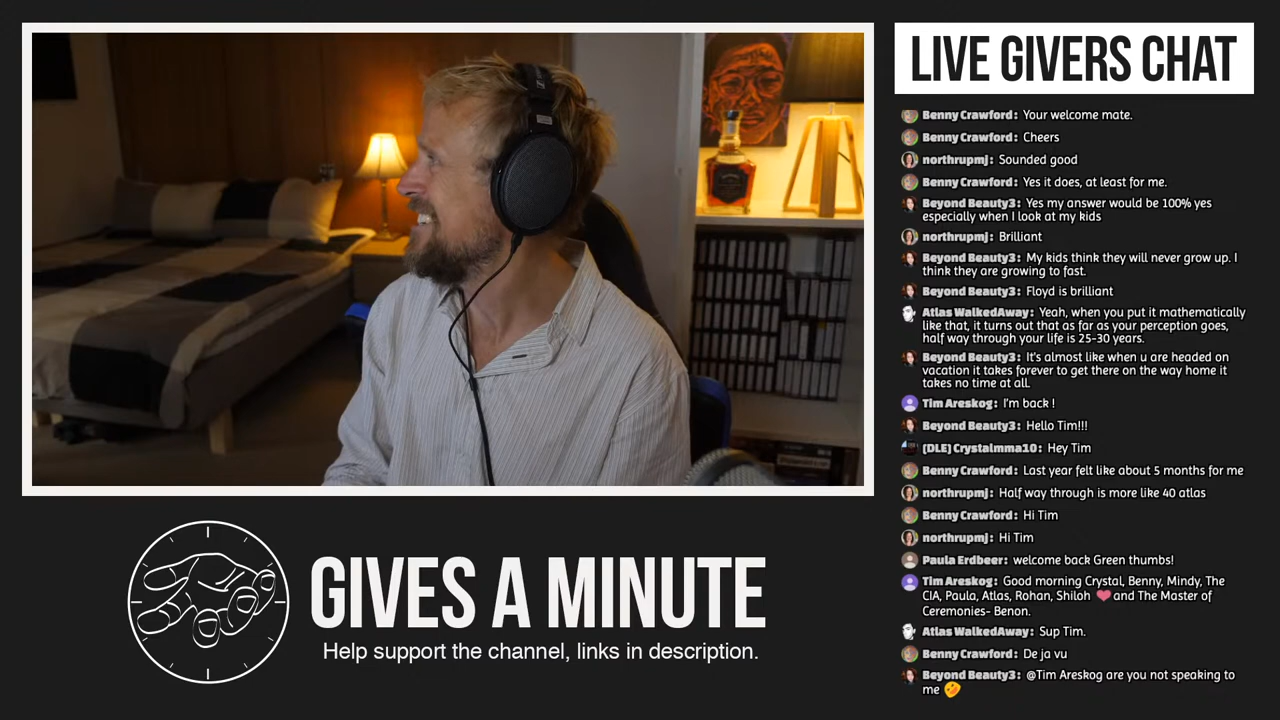 LIVE GIVERS CHAT
Benny Crawford: Your welcome mate.
Benny Crawford: Cheers
northrupmj: Sounded good
Benny Crawford: Yes it does, at least for me.
Beyond Beauty3: Yes my answer would be 100% yes
especially when I look at my kids
northrupmj: Brilliant
Beyond Beauty3: My kids think they will never grow up. I
think they are growing to fast.
Beyond Beauty3: Floyd is brilliant
Atlas WalkedAway: Yeah, when you put it mathematically
like that, it turns out that as far as your perception goes,
half way through your life is 25-30 years.
Beyond Beauty3: It's almost like when u are headed on
vacation it takes forever to get there on the way home it
takes no time at all.
Tim Areskog: I'm back !
Beyond Beauty3: Hello Tim!!!
(DLE) Crystalmma10: Hey Tim
Benny Crawford: Last year felt like about 5 months for me
northrupmj: Half way through is more like 40 atlas
Benny Crawford: Hi Tim
northrupmj: Hi Tim
Paula Erdbeer: welcome back Green thumbs!
Tim Areskog: Good morning Crystal, Benny, Mindy, The
CIA, Paula, Atlas, Rohan, Shiloh ❤ and The Master of
Ceremonies- Benon.
Atlas WalkedAway: Sup Tim.
Benny Crawford: De ja vu
Beyond Beauty3: @Tim Areskog are you not speaking to
me
GIVES A MINUTE
Help support the channel, links in description.